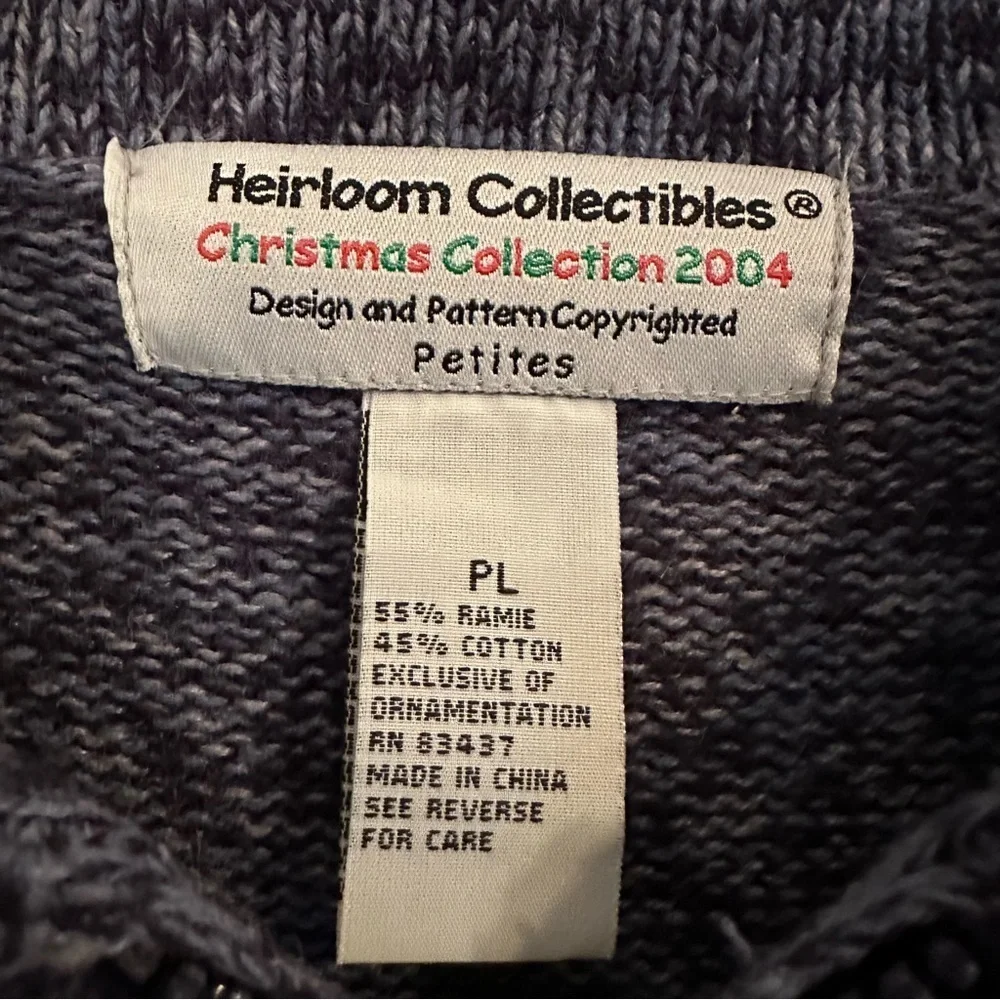 Heirloom Collectibles®
Christmas Collection 2004
Design and Pattern Copyrighted
Petites
PL
55% RAMIE
45% COTTON
EXCLUSIVE OF
ORNAMENTATION
RN 83437
MADE IN CHINA
SEE REVERSE
FOR CARE